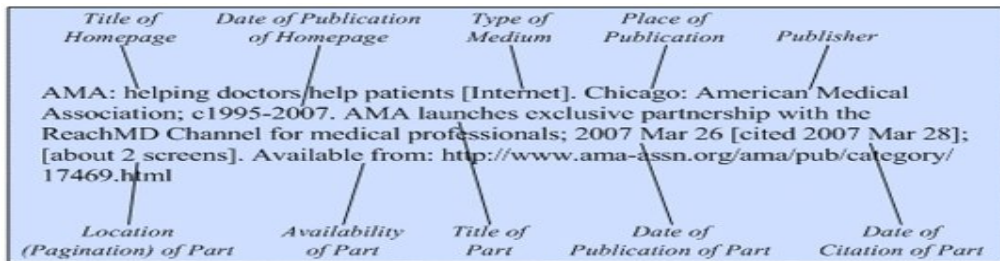 Title of Date of Publication Type of Place of
Homepage of Homepage Medium Publication Publisher
AMA: helping doctors help patients [Internet]. Chicago: American Medical
Association; c1995-2007. AMA launches exclusive partnership with the
ReachMD Channel for medical professionals; 2007 Mar 26 [cited 2007 Mar 28];
[about 2 screens]. Available from: http://www.ama-assn.org/ama/pub/category/
17469.html
Location Availability Title of Date of Date of
(Pagination) of Part of Part Part Publication of Part Citation of Part